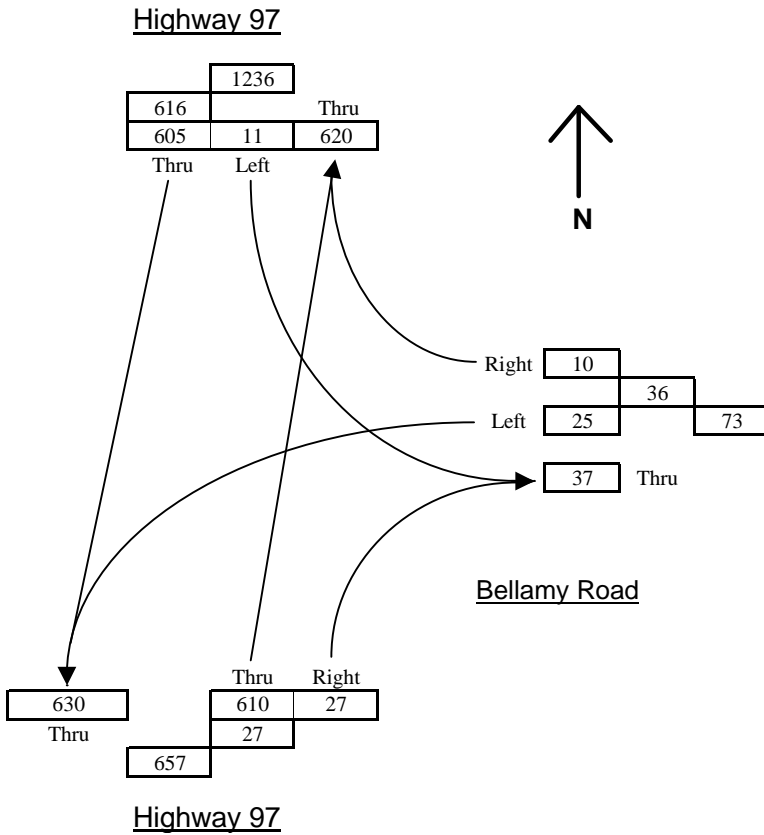 Highway 97
1236
616 Thru
605 11 620
Thru Left
N
Right 10
36
Left 25 73
37 Thru
Bellamy Road
Thru Right
630 610 27
Thru 27
657
Highway 97